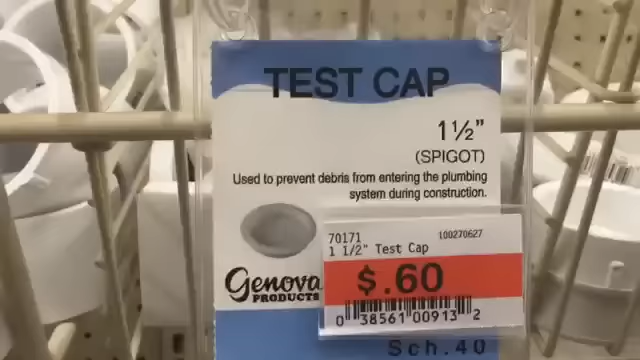 TEST CAP
1½"
(SPIGOT)
Used to prevent debris from entering the plumbing
system during construction.
Genova
PRODUCTS
70171 100270627
1 1/2" Test Cap
$.60
0 38561 00913 2
Sch.40